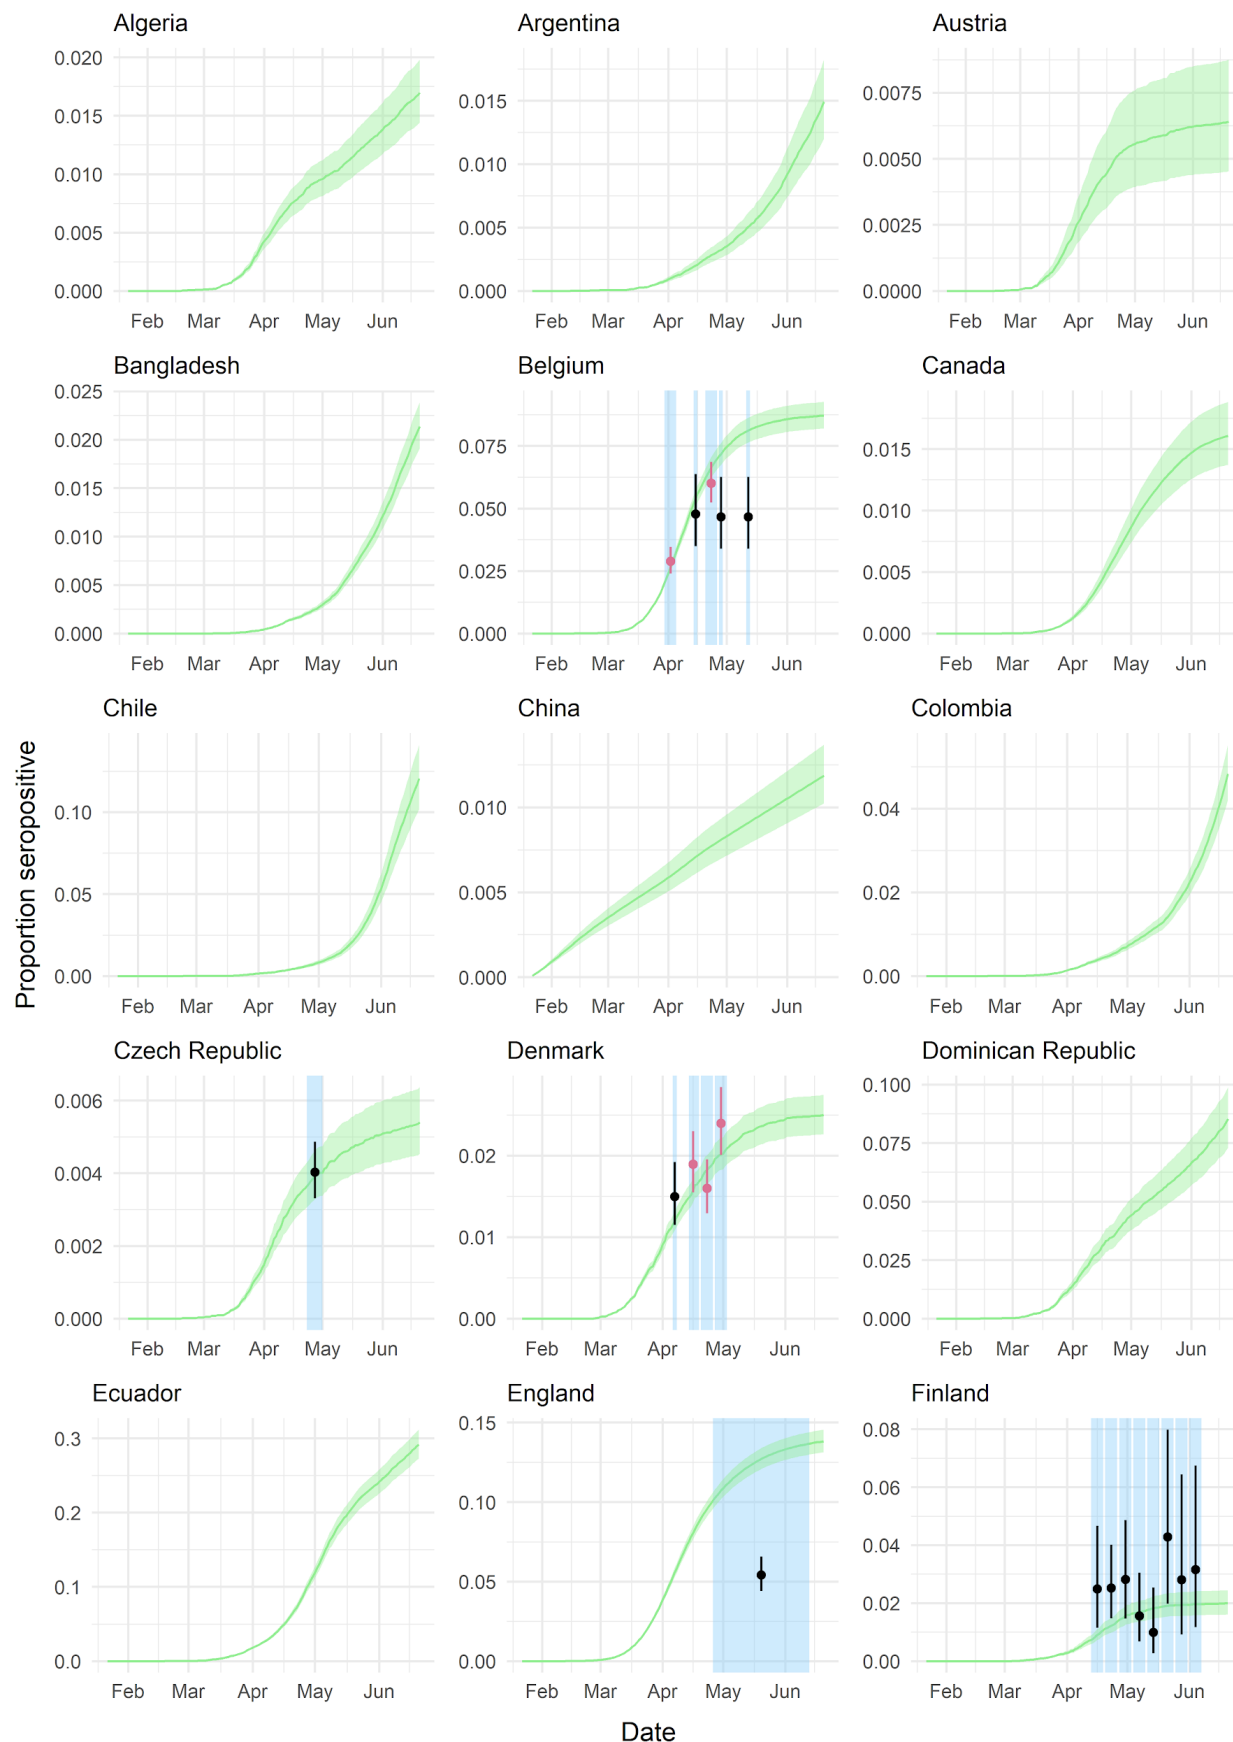 Algeria
Argentina
Austria
0.020
0.015
0.010
0.005
0.000
Feb Mar Apr May Jun
0.015
0.010
0.005
0.000
Feb Mar Apr May Jun
0.0075
0.0050
0.0025
0.0000
Feb Mar Apr May Jun
Bangladesh
Belgium
Canada
0.025
0.020
0.015
0.010
0.005
0.000
Feb Mar Apr May Jun
0.075
0.050
0.025
0.000
Feb Mar Apr May Jun
0.015
0.010
0.005
0.000
Feb Mar Apr May Jun
Proportion seropositive
Chile
China
Colombia
0.10
0.05
0.00
Feb Mar Apr May Jun
0.010
0.005
0.000
Feb Mar Apr May Jun
0.04
0.02
0.00
Feb Mar Apr May Jun
Czech Republic
Denmark
Dominican Republic
0.006
0.004
0.002
0.000
Feb Mar Apr May Jun
0.02
0.01
0.00
Feb Mar Apr May Jun
0.100
0.075
0.050
0.025
0.000
Feb Mar Apr May Jun
Ecuador
England
Finland
0.3
0.2
0.1
0.0
Feb Mar Apr May Jun
0.15
0.10
0.05
0.00
Feb Mar Apr May Jun
0.08
0.06
0.04
0.02
0.00
Feb Mar Apr May Jun
Date